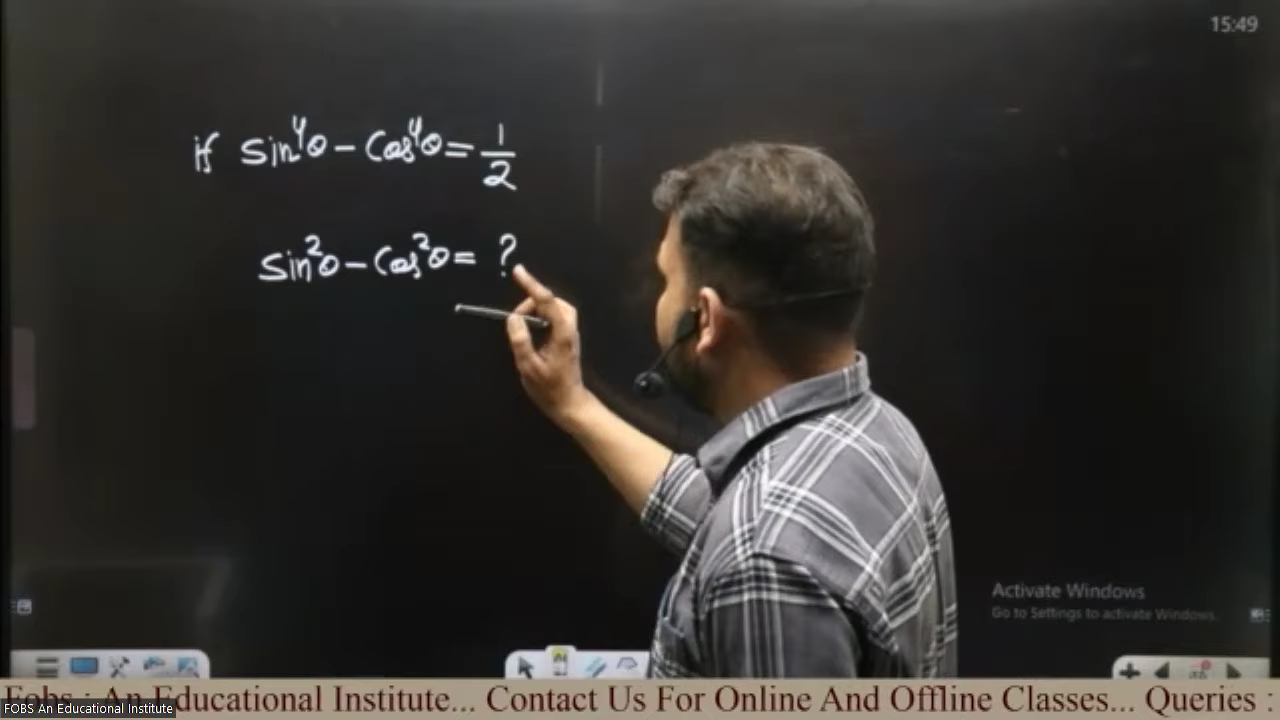 15:49
if Sin⁴θ − Cos⁴θ = 1/2
Sin²θ − Cos²θ = ?
Activate Windows
Go to Settings to activate Windows.
Fobs : An Educational Institute... Contact Us For Online And Offline Classes... Queries :
FOBS An Educational Institute